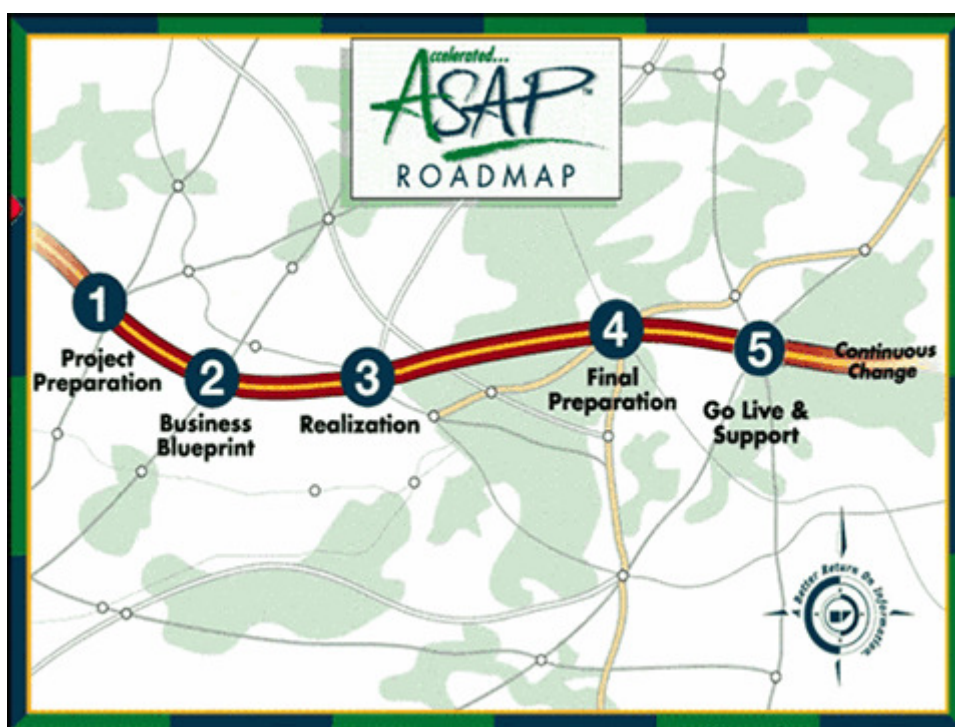 Accelerated...
ASAP™
ROADMAP
1
Project
Preparation
2
Business
Blueprint
3
Realization
4
Final
Preparation
5
Go Live &
Support
Continuous
Change
A Better Return On Information.